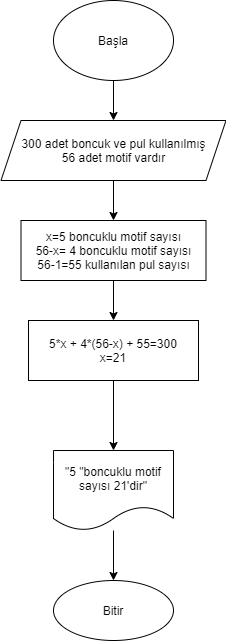 Başla
300 adet boncuk ve pul kullanılmış
56 adet motif vardır
x=5 boncuklu motif sayısı
56-x= 4 boncuklu motif sayısı
56-1=55 kullanılan pul sayısı
5*x + 4*(56-x) + 55=300
x=21
"5 "boncuklu motif
sayısı 21'dir"
Bitir